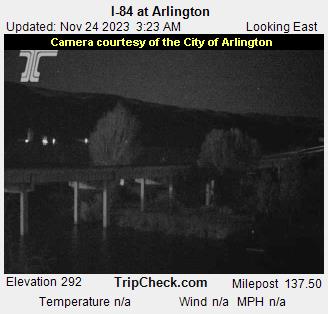 I-84 at Arlington
Updated: Nov 24 2023 3:23 AM Looking East
Camera courtesy of the City of Arlington
Elevation 292 TripCheck.com Milepost 137.50
Temperature n/a Wind n/a MPH n/a